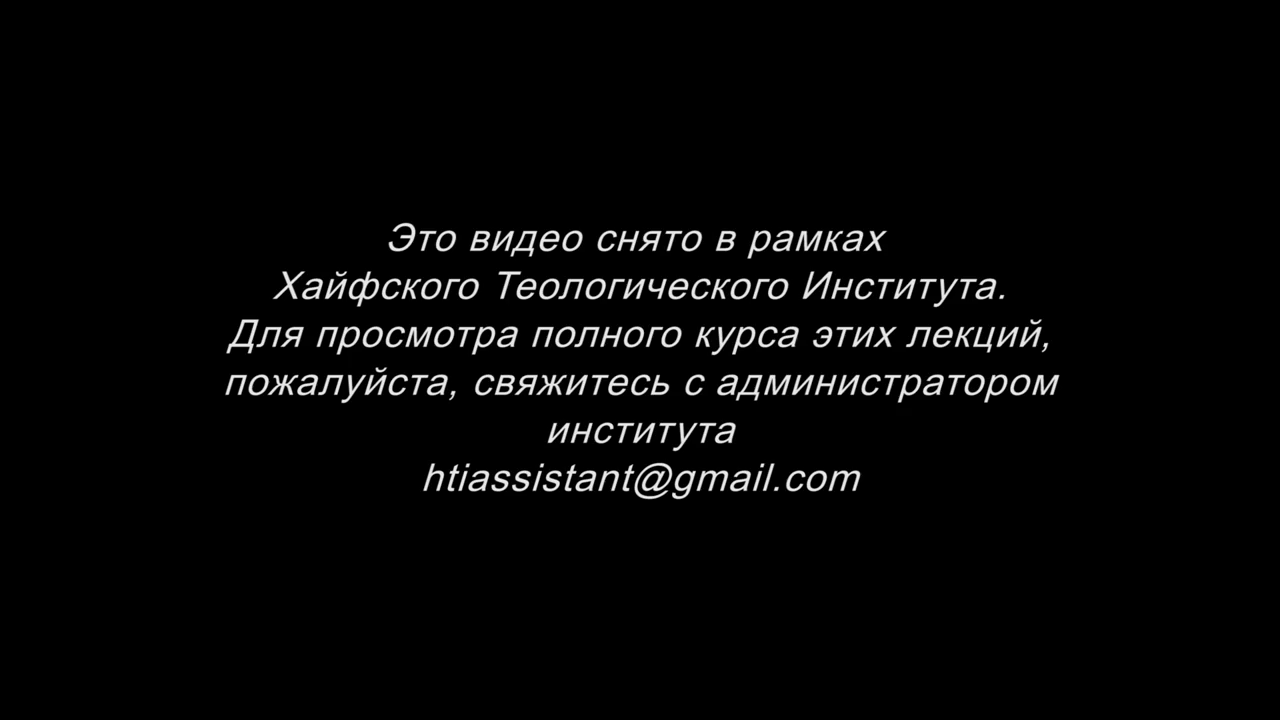 Это видео снято в рамках
Хайфского Теологического Института.
Для просмотра полного курса этих лекций,
пожалуйста, свяжитесь с администратором
института
htiassistant@gmail.com